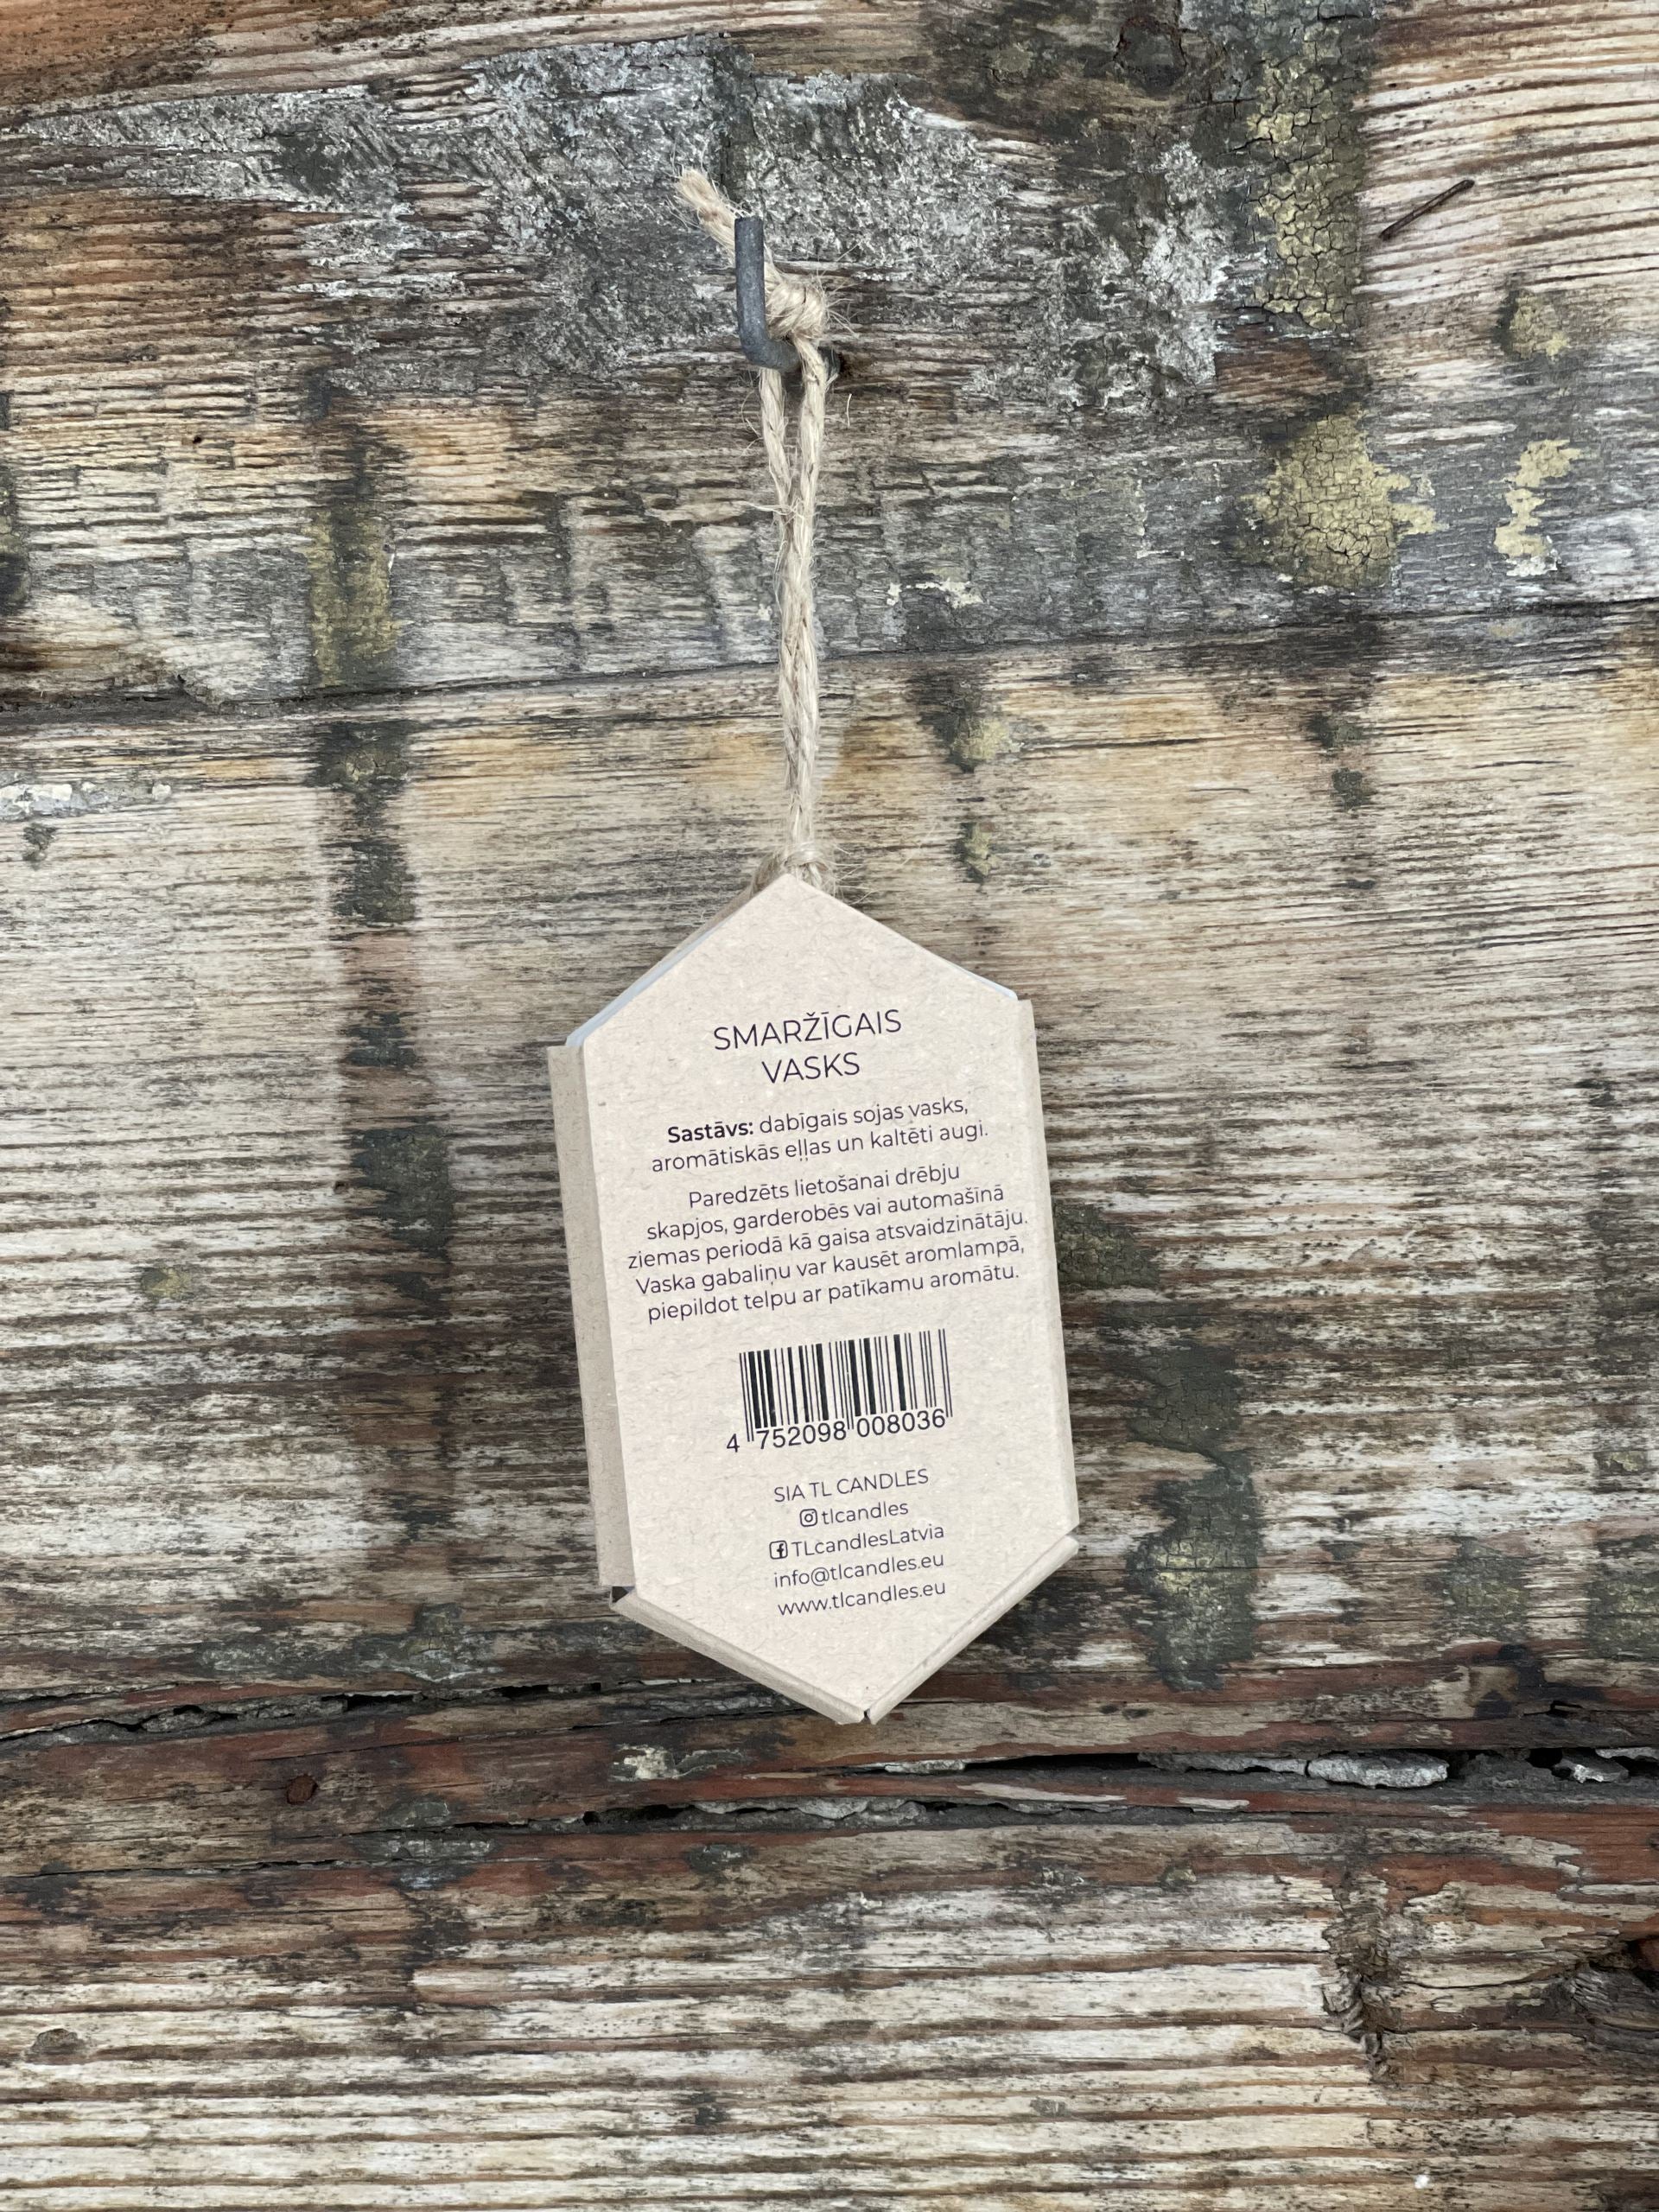 SMARŽĪGAIS
VASKS
Sastāvs: dabīgais sojas vasks,
aromātiskās eļļas un kaltēti augi.
Paredzēts lietošanai drēbju
skapjos, garderobēs vai automašīnā
ziemas periodā kā gaisa atsvaidzinātāju.
Vaska gabaliņu var kausēt aromlampā,
piepildot telpu ar patīkamu aromātu.
4 752098 008036
SIA TL CANDLES
tlcandles
TLcandlesLatvia
info@tlcandles.eu
www.tlcandles.eu